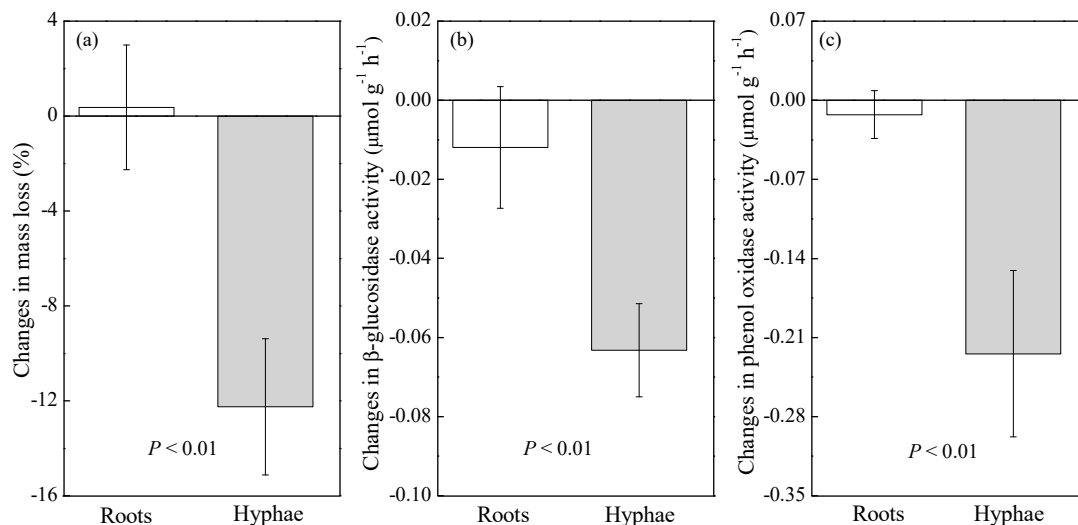 (a)
Changes in mass loss (%)
4
0
-4
-8
-12
-16
P < 0.01
Roots
Hyphae
(b)
Changes in β-glucosidase activity (μmol g⁻¹ h⁻¹)
0.02
0.00
-0.02
-0.04
-0.06
-0.08
-0.10
P < 0.01
Roots
Hyphae
(c)
Changes in phenol oxidase activity (μmol g⁻¹ h⁻¹)
0.07
0.00
-0.07
-0.14
-0.21
-0.28
-0.35
P < 0.01
Roots
Hyphae